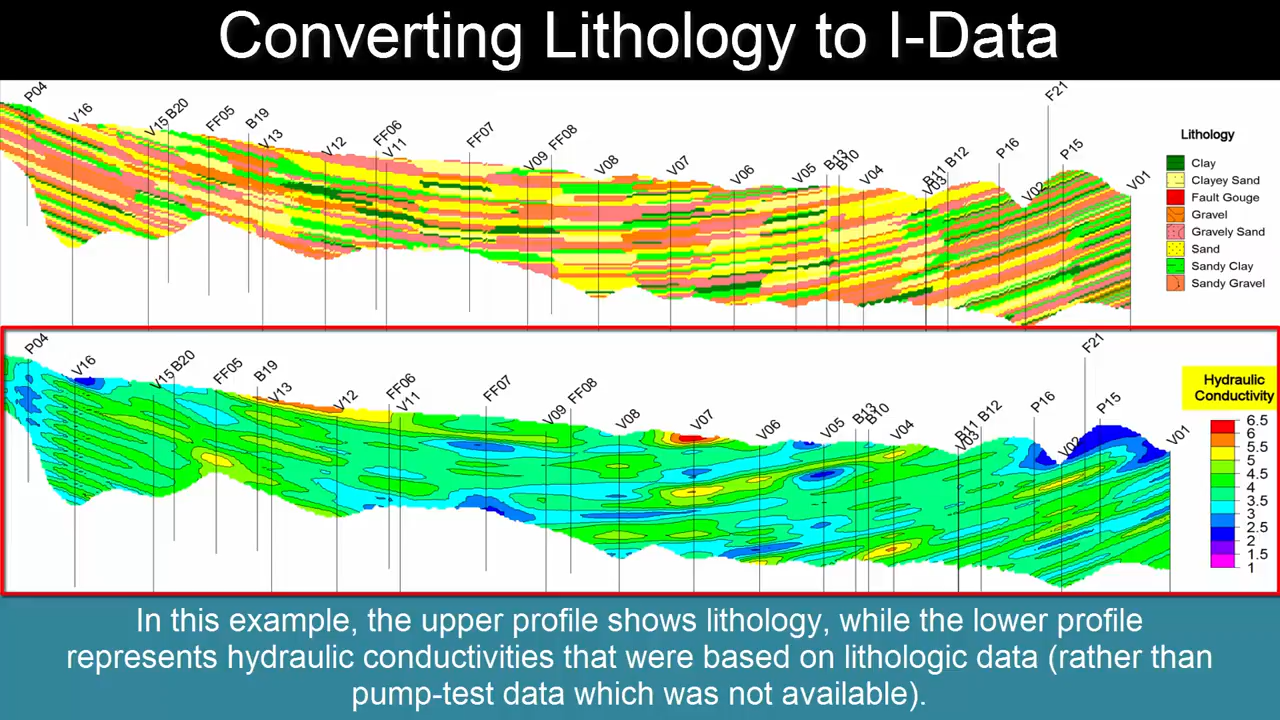 Converting Lithology to I-Data
P04
V16
V15
B20
FF05
B19
V13
V12
FF06
V11
FF07
V09
FF08
V08
V07
V06
V05
B13
B10
V04
V03
B11
B12
P16
V02
F21
P15
V01
Lithology
Clay
Clayey Sand
Fault Gouge
Gravel
Gravely Sand
Sand
Sandy Clay
Sandy Gravel
P04
V16
V15
B20
FF05
B19
V13
V12
FF06
V11
FF07
V09
FF08
V08
V07
V06
V05
B13
B10
V04
V03
B11
B12
P16
V02
F21
P15
V01
Hydraulic
Conductivity
6.5
6
5.5
5
4.5
4
3.5
3
2.5
2
1.5
1
In this example, the upper profile shows lithology, while the lower profile
represents hydraulic conductivities that were based on lithologic data (rather than
pump-test data which was not available).